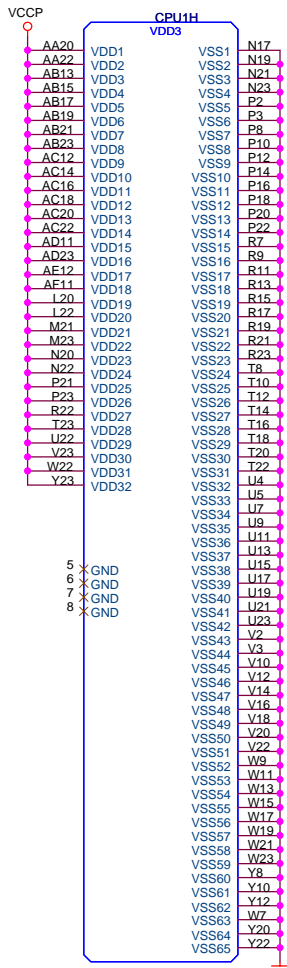 VCCP
CPU1H
VDD3
AA20 VDD1 VSS1 N17
AA22 VDD2 VSS2 N19
AB13 VDD3 VSS3 N21
AB15 VDD4 VSS4 N23
AB17 VDD5 VSS5 P2
AB19 VDD6 VSS6 P3
AB21 VDD7 VSS7 P8
AB23 VDD8 VSS8 P10
AC12 VDD9 VSS9 P12
AC14 VDD10 VSS10 P14
AC16 VDD11 VSS11 P16
AC18 VDD12 VSS12 P18
AC20 VDD13 VSS13 P20
AC22 VDD14 VSS14 P22
AD11 VDD15 VSS15 R7
AD23 VDD16 VSS16 R9
AE12 VDD17 VSS17 R11
AF11 VDD18 VSS18 R13
L20 VDD19 VSS19 R15
L22 VDD20 VSS20 R17
M21 VDD21 VSS21 R19
M23 VDD22 VSS22 R21
N20 VDD23 VSS23 R23
N22 VDD24 VSS24 T8
P21 VDD25 VSS25 T10
P23 VDD26 VSS26 T12
R22 VDD27 VSS27 T14
T23 VDD28 VSS28 T16
U22 VDD29 VSS29 T18
V23 VDD30 VSS30 T20
W22 VDD31 VSS31 T22
Y23 VDD32 VSS32 U4
VSS33 U5
VSS34 U7
VSS35 U9
VSS36 U11
VSS37 U13
5 GND VSS38 U15
6 GND VSS39 U17
7 GND VSS40 U19
8 GND VSS41 U21
VSS42 U23
VSS43 V2
VSS44 V3
VSS45 V10
VSS46 V12
VSS47 V14
VSS48 V16
VSS49 V18
VSS50 V20
VSS51 V22
VSS52 W9
VSS53 W11
VSS54 W13
VSS55 W15
VSS56 W17
VSS57 W19
VSS58 W21
VSS59 W23
VSS60 Y8
VSS61 Y10
VSS62 Y12
VSS63 W7
VSS64 Y20
VSS65 Y22